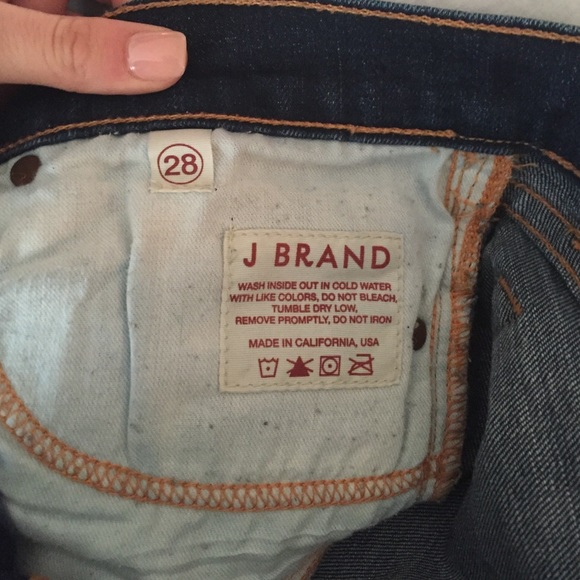 28
J BRAND
WASH INSIDE OUT IN COLD WATER
WITH LIKE COLORS, DO NOT BLEACH,
TUMBLE DRY LOW,
REMOVE PROMPTLY, DO NOT IRON
MADE IN CALIFORNIA, USA